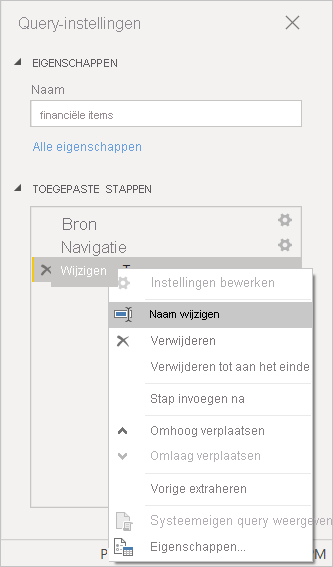 Query-instellingen
EIGENSCHAPPEN
Naam
financiële items
Alle eigenschappen
TOEGEPASTE STAPPEN
Bron
Navigatie
Wijzigen
Instellingen bewerken
Naam wijzigen
Verwijderen
Verwijderen tot aan het einde
Stap invoegen na
Omhoog verplaatsen
Omlaag verplaatsen
Vorige extraheren
Systeemeigen query weergeven
Eigenschappen...
P
M